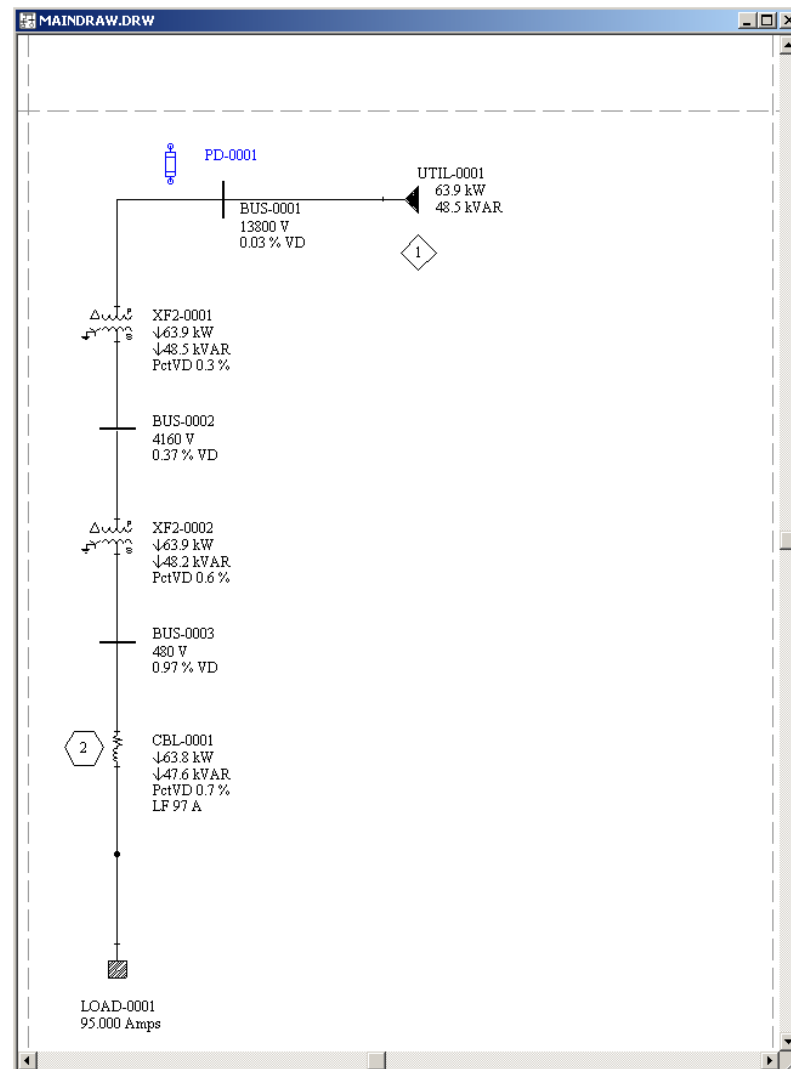 MAINDRAW.DRW
PD-0001
UTIL-0001
63.9 kW
48.5 kVAR
BUS-0001
13800 V
0.03 % VD
1
P
S
XF2-0001
↓63.9 kW
↓48.5 kVAR
PctVD 0.3 %
BUS-0002
4160 V
0.37 % VD
P
S
XF2-0002
↓63.9 kW
↓48.2 kVAR
PctVD 0.6 %
BUS-0003
480 V
0.97 % VD
2
CBL-0001
↓63.8 kW
↓47.6 kVAR
PctVD 0.7 %
LF 97 A
LOAD-0001
95.000 Amps